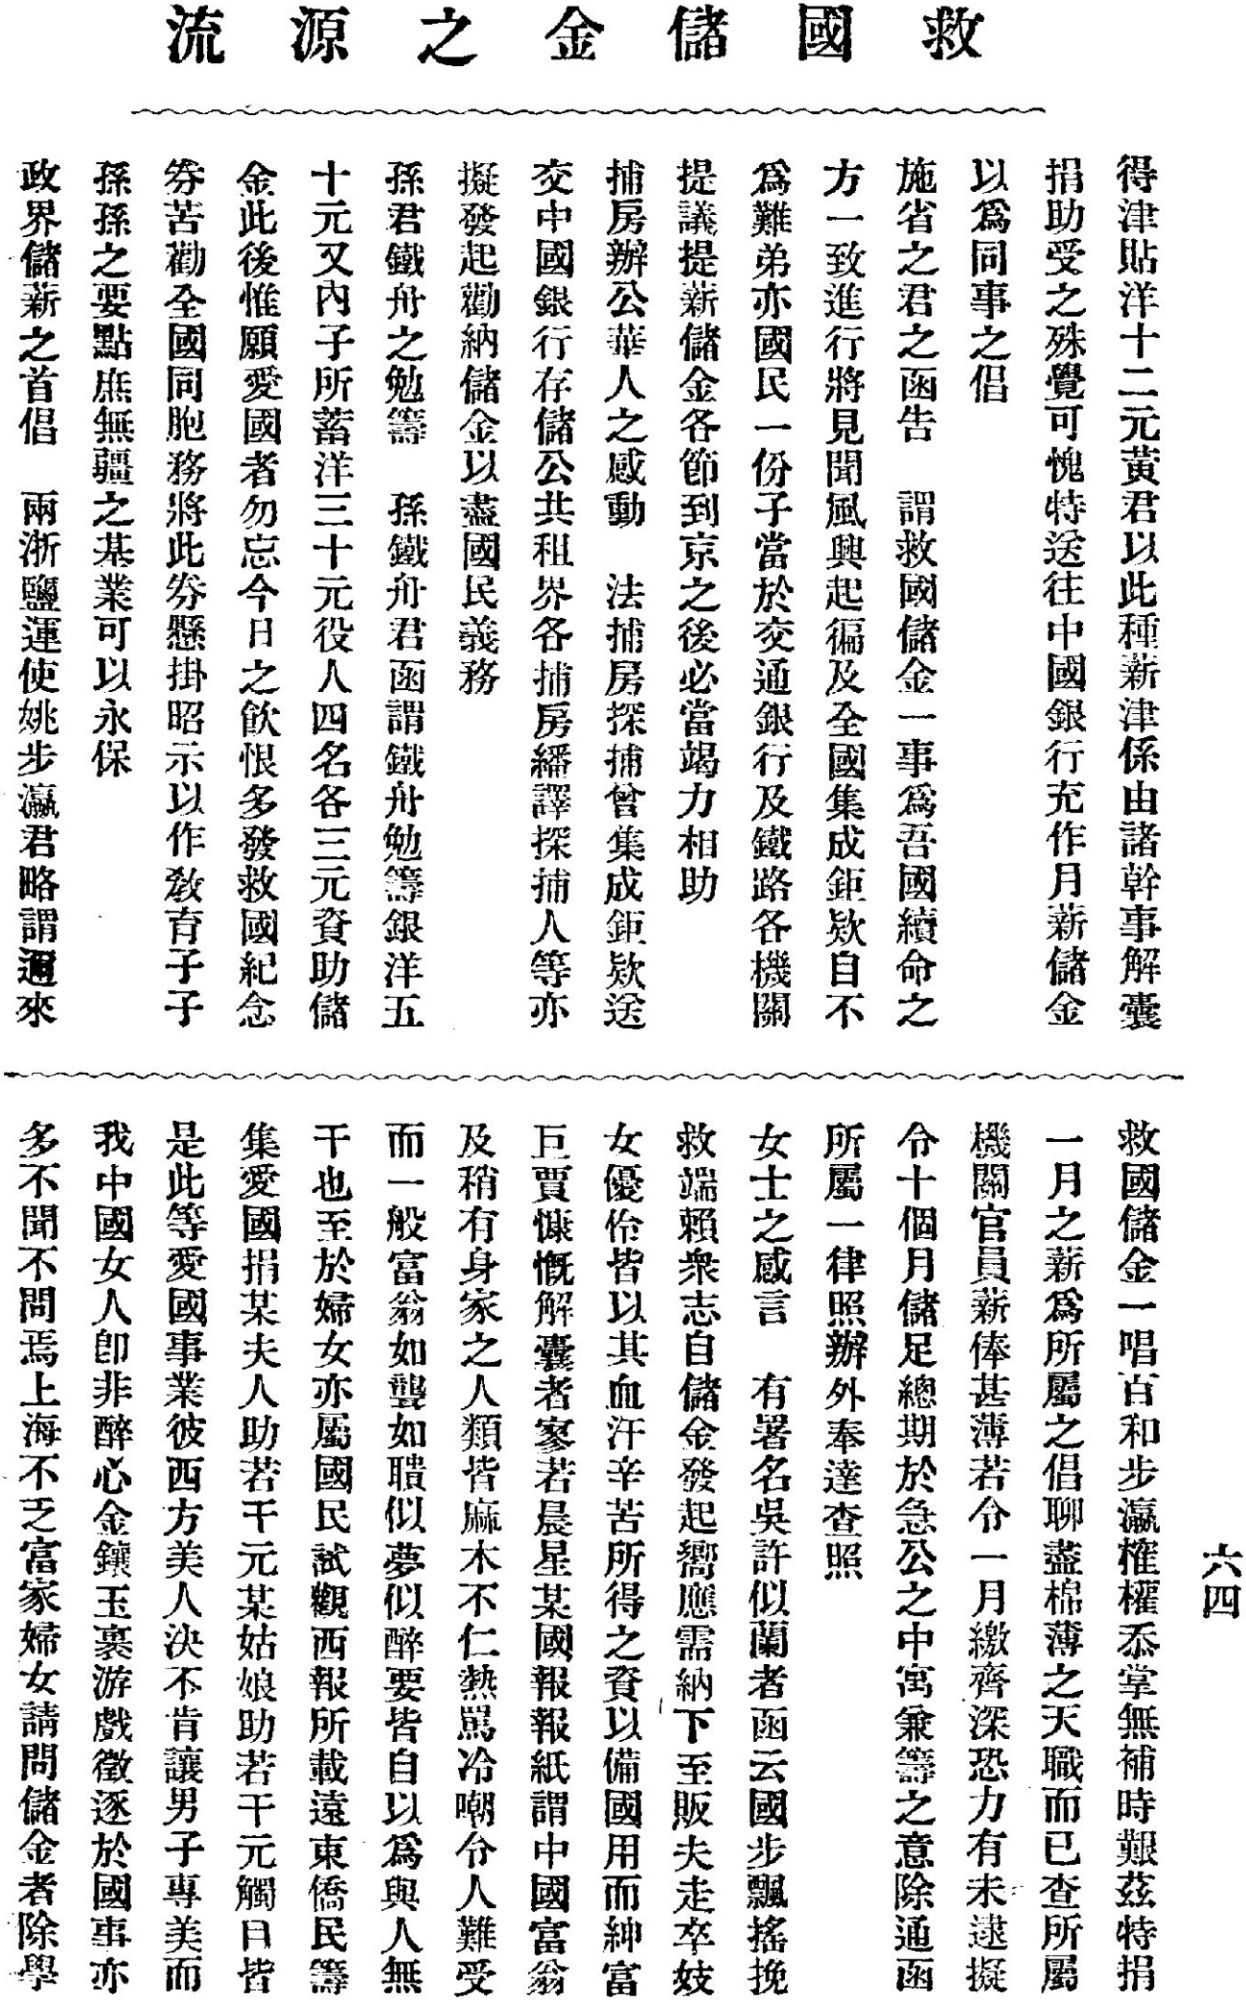 救國儲金之源流
得津貼洋十二元黃君以此種薪津係由諸幹事解囊
捐助受之殊覺可愧特送往中國銀行充作月薪儲金
以爲同事之倡
施省之君之函告　謂救國儲金一事爲吾國續命之
方一致進行將見聞風興起徧及全國集成鉅欵自不
爲難弟亦國民一份子當於交通銀行及鐵路各機關
提議提薪儲金各節到京之後必當竭力相助
捕房辦公華人之感動　法捕房探捕曾集成鉅欵送
交中國銀行存儲公共租界各捕房繙譯探捕人等亦
擬發起勸納儲金以盡國民義務
孫君鐵舟之勉籌　孫鐵舟君函謂鐵舟勉籌銀洋五
十元又內子所蓄洋三十元役人四名各三元資助儲
金此後惟願愛國者勿忘今日之飮恨多發救國紀念
券苦勸全國同胞務將此券懸掛昭示以作敎育子子
孫孫之要點庶無疆之基業可以永保
政界儲薪之首倡　兩浙鹽運使姚步瀛君略謂邇來
救國儲金一唱百和步瀛榷權忝掌無補時艱茲特捐
一月之薪爲所屬之倡聊盡棉薄之天職而已查所屬
機關官員薪俸甚薄若令一月繳齊深恐力有未逮擬
令十個月儲足總期於急公之中寓兼籌之意除通函
所屬一律照辦外奉達查照
女士之感言　有署名吳許似蘭者函云國步飄搖挽
救端賴衆志自儲金發起嚮應需納下至販夫走卒妓
女優伶皆以其血汗辛苦所得之資以備國用而紳富
巨賈慷慨解囊者寥若晨星某國報報紙謂中國富翁
及稍有身家之人類皆麻木不仁熱罵冷嘲令人難受
而一般富翁如聾如聵似夢似醉要皆自以爲與人無
干也至於婦女亦屬國民試觀西報所載遠東僑民籌
集愛國捐某夫人助若干元某姑娘助若干元觸目皆
是此等愛國事業彼西方美人決不肯讓男子專美而
我中國女人卽非醉心金鑲玉裹游戲徵逐於國事亦
多不聞不問焉上海不乏富家婦女請問儲金者除學
六四